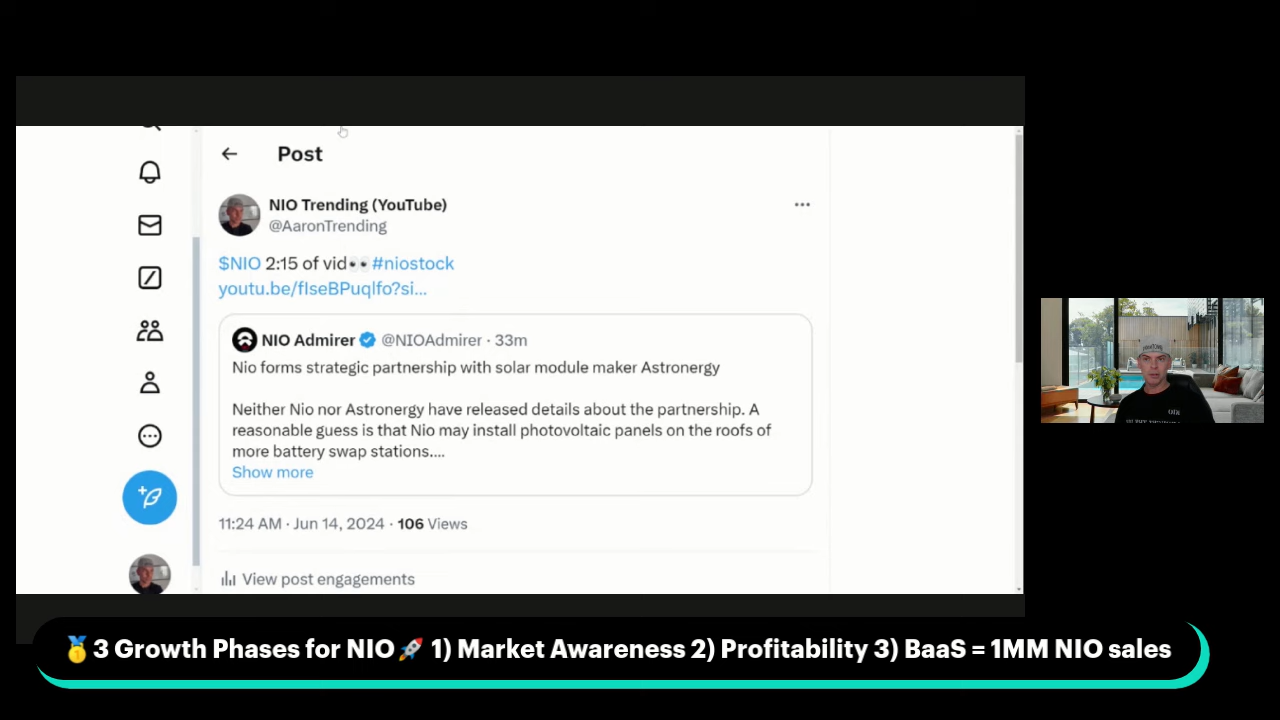 Post
NIO Trending (YouTube)
@AaronTrending
$NIO 2:15 of vid👀 #niostock
youtu.be/fIseBPuqlfo?si...
NIO Admirer @NIOAdmirer · 33m
Nio forms strategic partnership with solar module maker Astronergy
Neither Nio nor Astronergy have released details about the partnership. A
reasonable guess is that Nio may install photovoltaic panels on the roofs of
more battery swap stations....
Show more
11:24 AM · Jun 14, 2024 · 106 Views
View post engagements
🥇3 Growth Phases for NIO🚀 1) Market Awareness 2) Profitability 3) BaaS = 1MM NIO sales